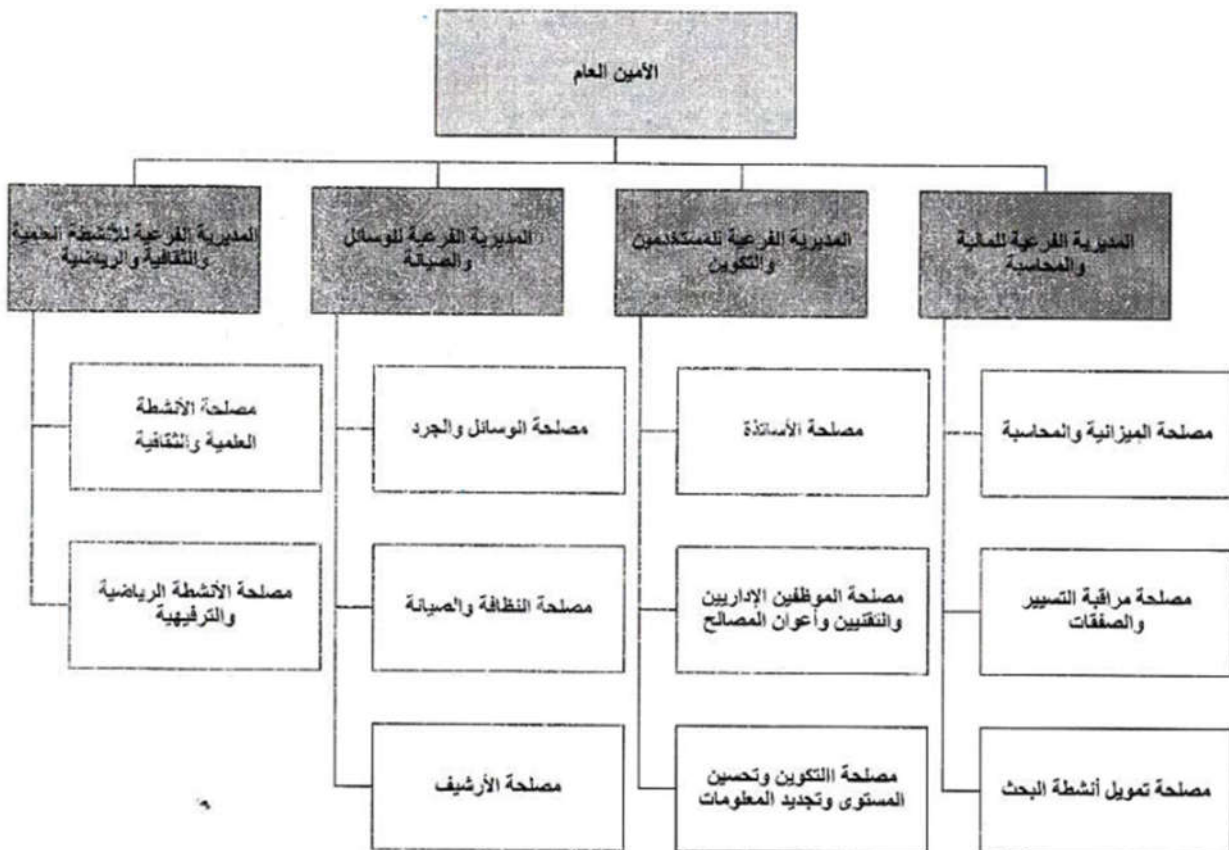 الأمين العام
المديرية الفرعية للمالية
والمحاسبة
المديرية الفرعية للمستخدمين
والتكوين
المديرية الفرعية للوسائل
والصيانة
المديرية الفرعية للأنشطة العلمية
والثقافية والرياضية
مصلحة الميزانية والمحاسبة
مصلحة الأساتذة
مصلحة الوسائل والجرد
مصلحة الأنشطة
العلمية والثقافية
مصلحة مراقبة التسيير
والصفقات
مصلحة الموظفين الإداريين
والتقنيين وأعوان المصالح
مصلحة النظافة والصيانة
مصلحة الأنشطة الرياضية
والترفيهية
مصلحة تمويل أنشطة البحث
مصلحة االتكوين وتحسين
المستوى وتجديد المعلومات
مصلحة الأرشيف